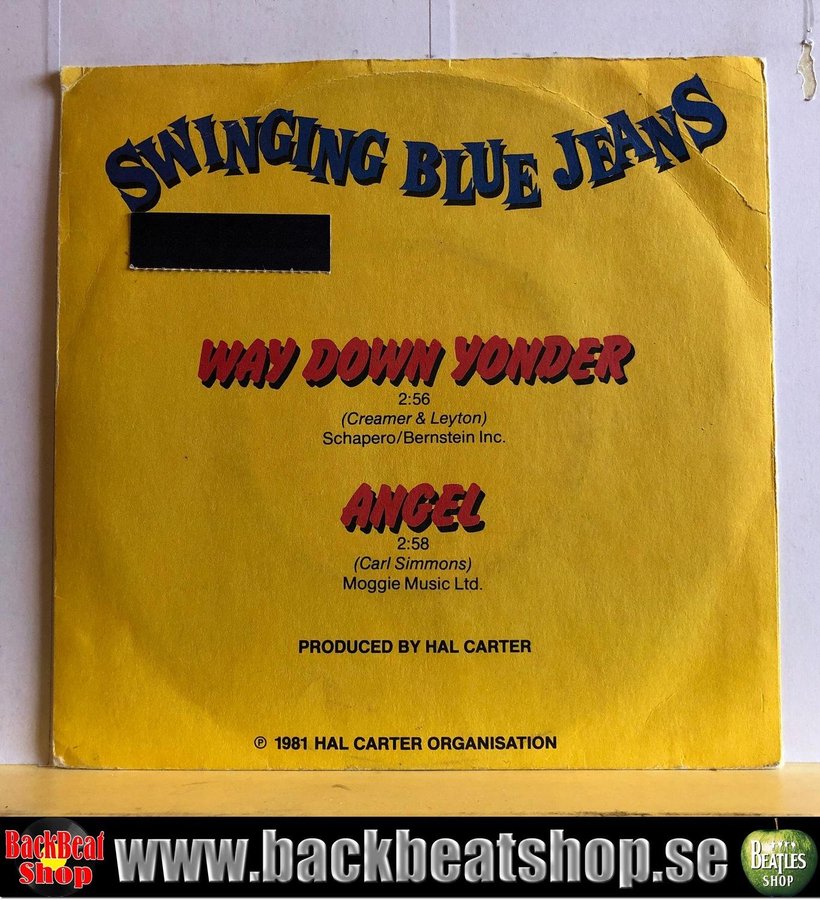 SWINGING BLUE JEANS
WAY DOWN YONDER
2:56
(Creamer & Leyton)
Schapero/Bernstein Inc.
ANGEL
2:58
(Carl Simmons)
Moggie Music Ltd.
PRODUCED BY HAL CARTER
℗ 1981 HAL CARTER ORGANISATION
BackBeat
Shop
www.backbeatshop.se
BEATLES
SHOP